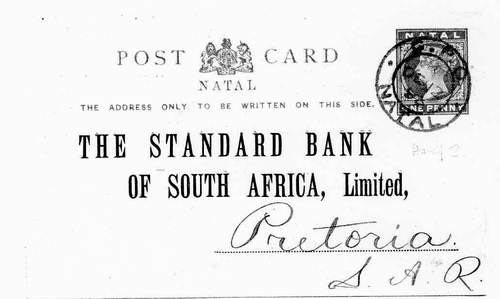 NATAL
POST CARD
NATAL
ONE PENNY
NATAL
THE ADDRESS ONLY TO BE WRITTEN ON THIS SIDE.
THE STANDARD BANK
OF SOUTH AFRICA, Limited,
Pretoria.
S. A. R.